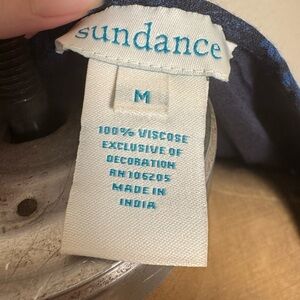 sundance
M
100% VISCOSE
EXCLUSIVE OF
DECORATION
RN 106205
MADE IN
INDIA